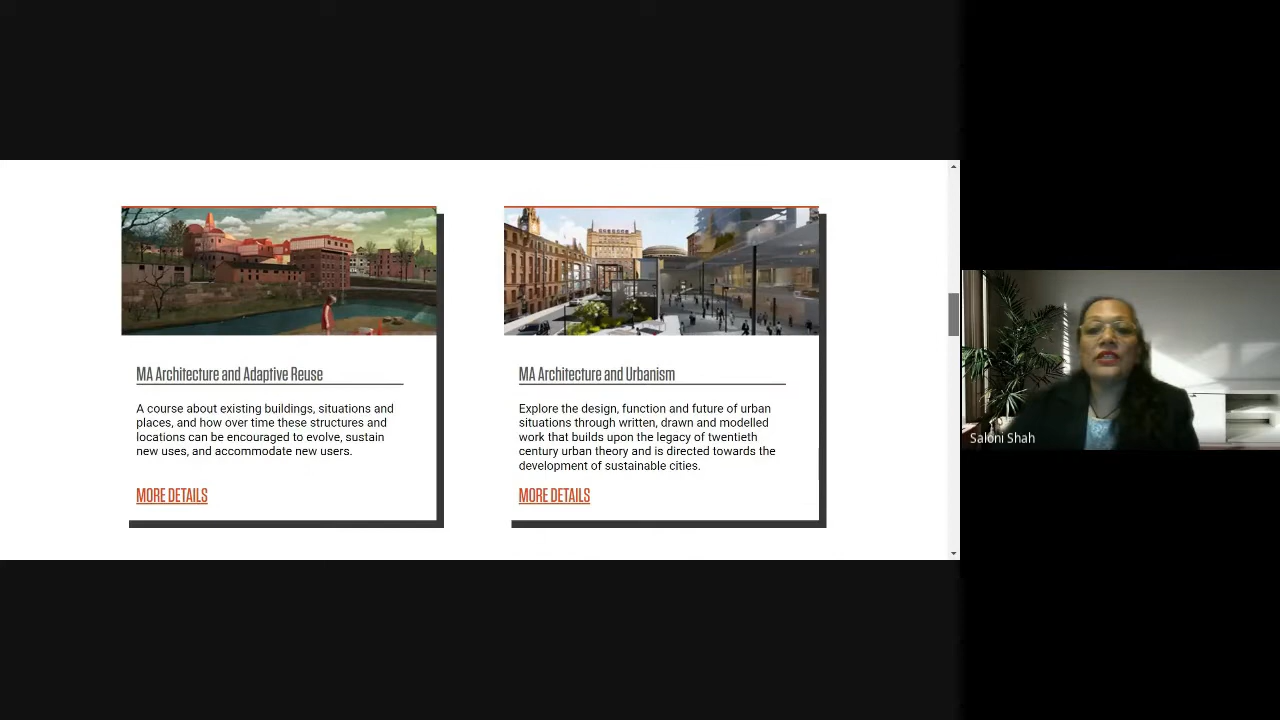 MA Architecture and Adaptive Reuse
A course about existing buildings, situations and
places, and how over time these structures and
locations can be encouraged to evolve, sustain
new uses, and accommodate new users.
MORE DETAILS
MA Architecture and Urbanism
Explore the design, function and future of urban
situations through written, drawn and modelled
work that builds upon the legacy of twentieth
century urban theory and is directed towards the
development of sustainable cities.
MORE DETAILS
Saloni Shah